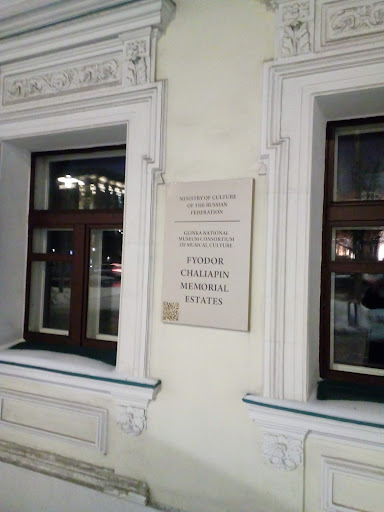 MINISTRY OF CULTURE
OF THE RUSSIAN
FEDERATION
GLINKA NATIONAL
MUSEUM CONSORTIUM
OF MUSICAL CULTURE
FYODOR
CHALIAPIN
MEMORIAL
ESTATES